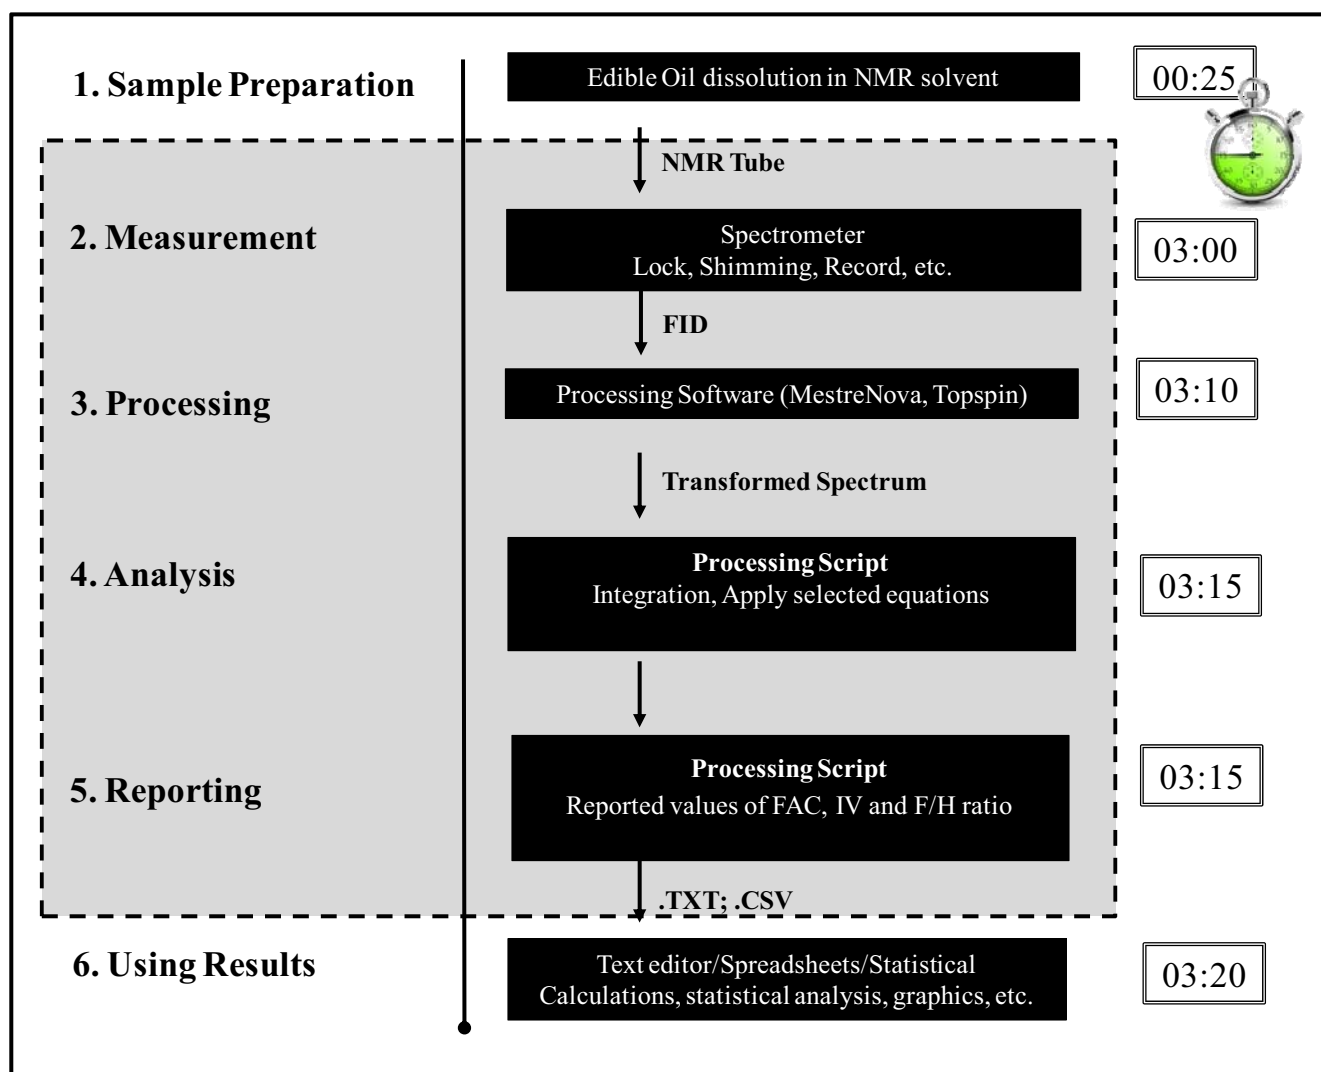 1. Sample Preparation
Edible Oil dissolution in NMR solvent
00:25
NMR Tube
2. Measurement
Spectrometer
Lock, Shimming, Record, etc.
03:00
FID
3. Processing
Processing Software (MestreNova, Topspin)
03:10
Transformed Spectrum
4. Analysis
Processing Script
Integration, Apply selected equations
03:15
5. Reporting
Processing Script
Reported values of FAC, IV and F/H ratio
03:15
.TXT; .CSV
6. Using Results
Text editor/Spreadsheets/Statistical
Calculations, statistical analysis, graphics, etc.
03:20